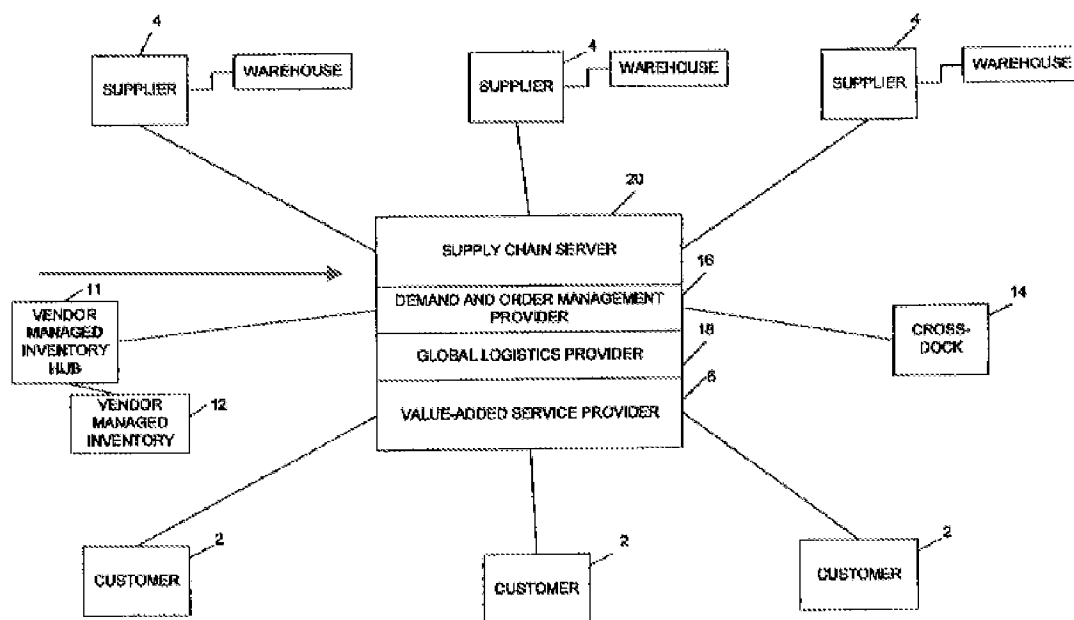 4
SUPPLIER
WAREHOUSE
4
SUPPLIER
WAREHOUSE
4
SUPPLIER
WAREHOUSE
20
SUPPLY CHAIN SERVER
16
DEMAND AND ORDER MANAGEMENT
PROVIDER
18
GLOBAL LOGISTICS PROVIDER
6
VALUE-ADDED SERVICE PROVIDER
11
VENDOR
MANAGED
INVENTORY
HUB
VENDOR
MANAGED
INVENTORY
12
14
CROSS-
DOCK
2
CUSTOMER
2
CUSTOMER
2
CUSTOMER